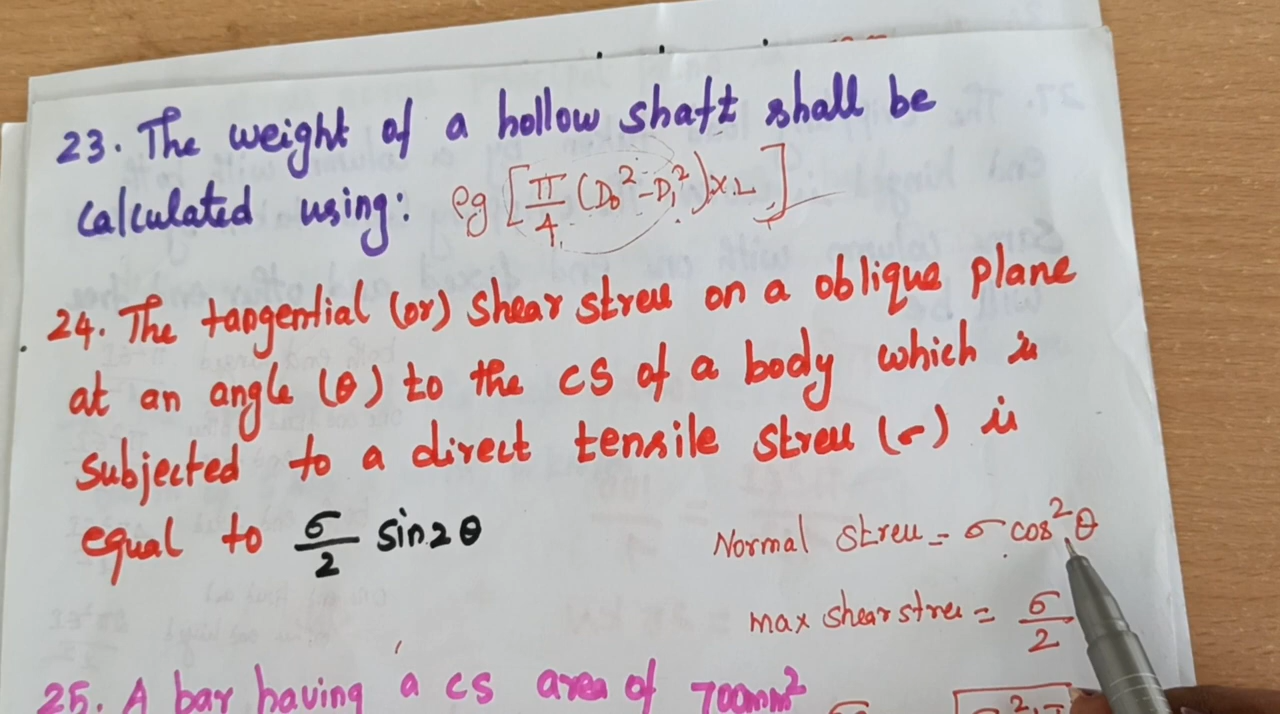 23. The weight of a hollow shaft shall be
calculated using: ρg [π/4 (D₀² - D₁²) × L]
24. The tangential (or) Shear stress on a oblique plane
at an angle (θ) to the CS of a body which is
subjected to a direct tensile stress (σ) is
equal to σ/2 sin2θ
Normal stress = σ cos²θ
max shear stress = σ/2
25. A bar having a CS area of 700mm²